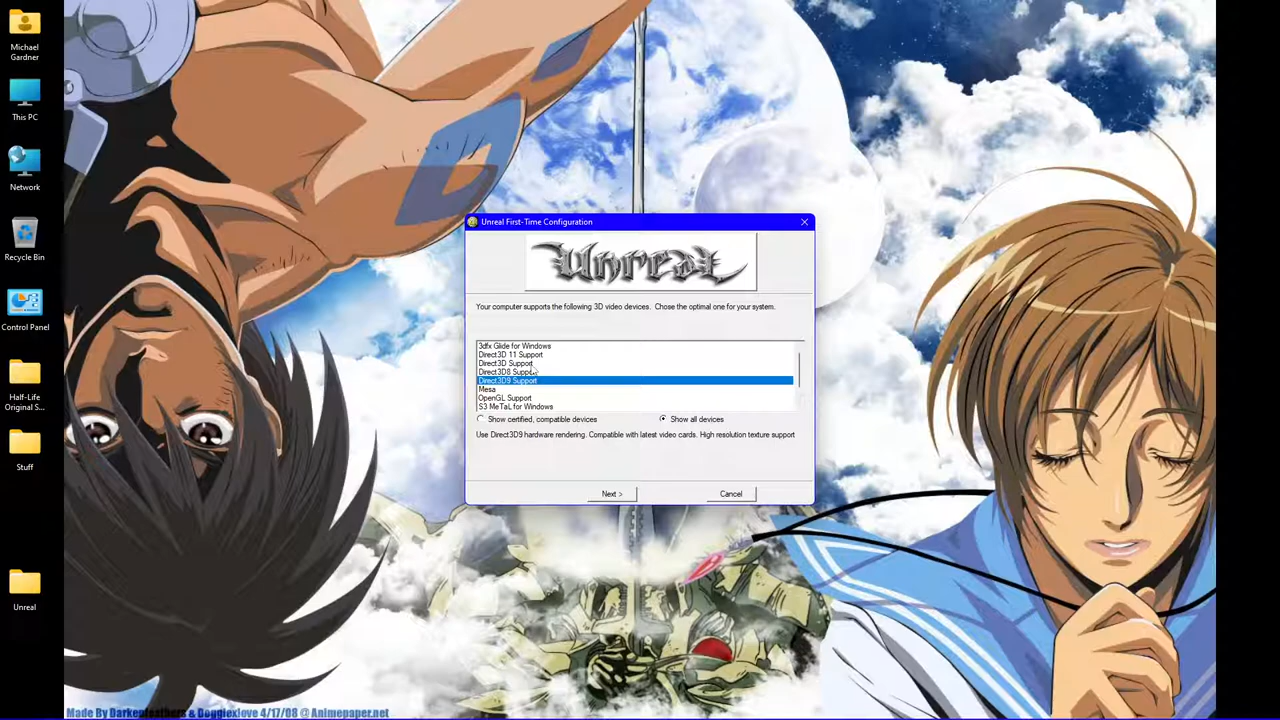 Michael
Gardner
This PC
Network
Recycle Bin
Control Panel
Half-Life
Original S...
Stuff
Unreal
Unreal First-Time Configuration
Unreal
Your computer supports the following 3D video devices. Chose the optimal one for your system.
3dfx Glide for Windows
Direct3D 11 Support
Direct3D Support
Direct3D8 Support
Direct3D9 Support
Mesa
OpenGL Support
S3 MeTaL for Windows
Show certified, compatible devices
Show all devices
Use Direct3D9 hardware rendering. Compatible with latest video cards. High resolution texture support
Next >
Cancel
Made By Darkenfeathers & Doggiexlove 4/17/08 @ Animepaper.net